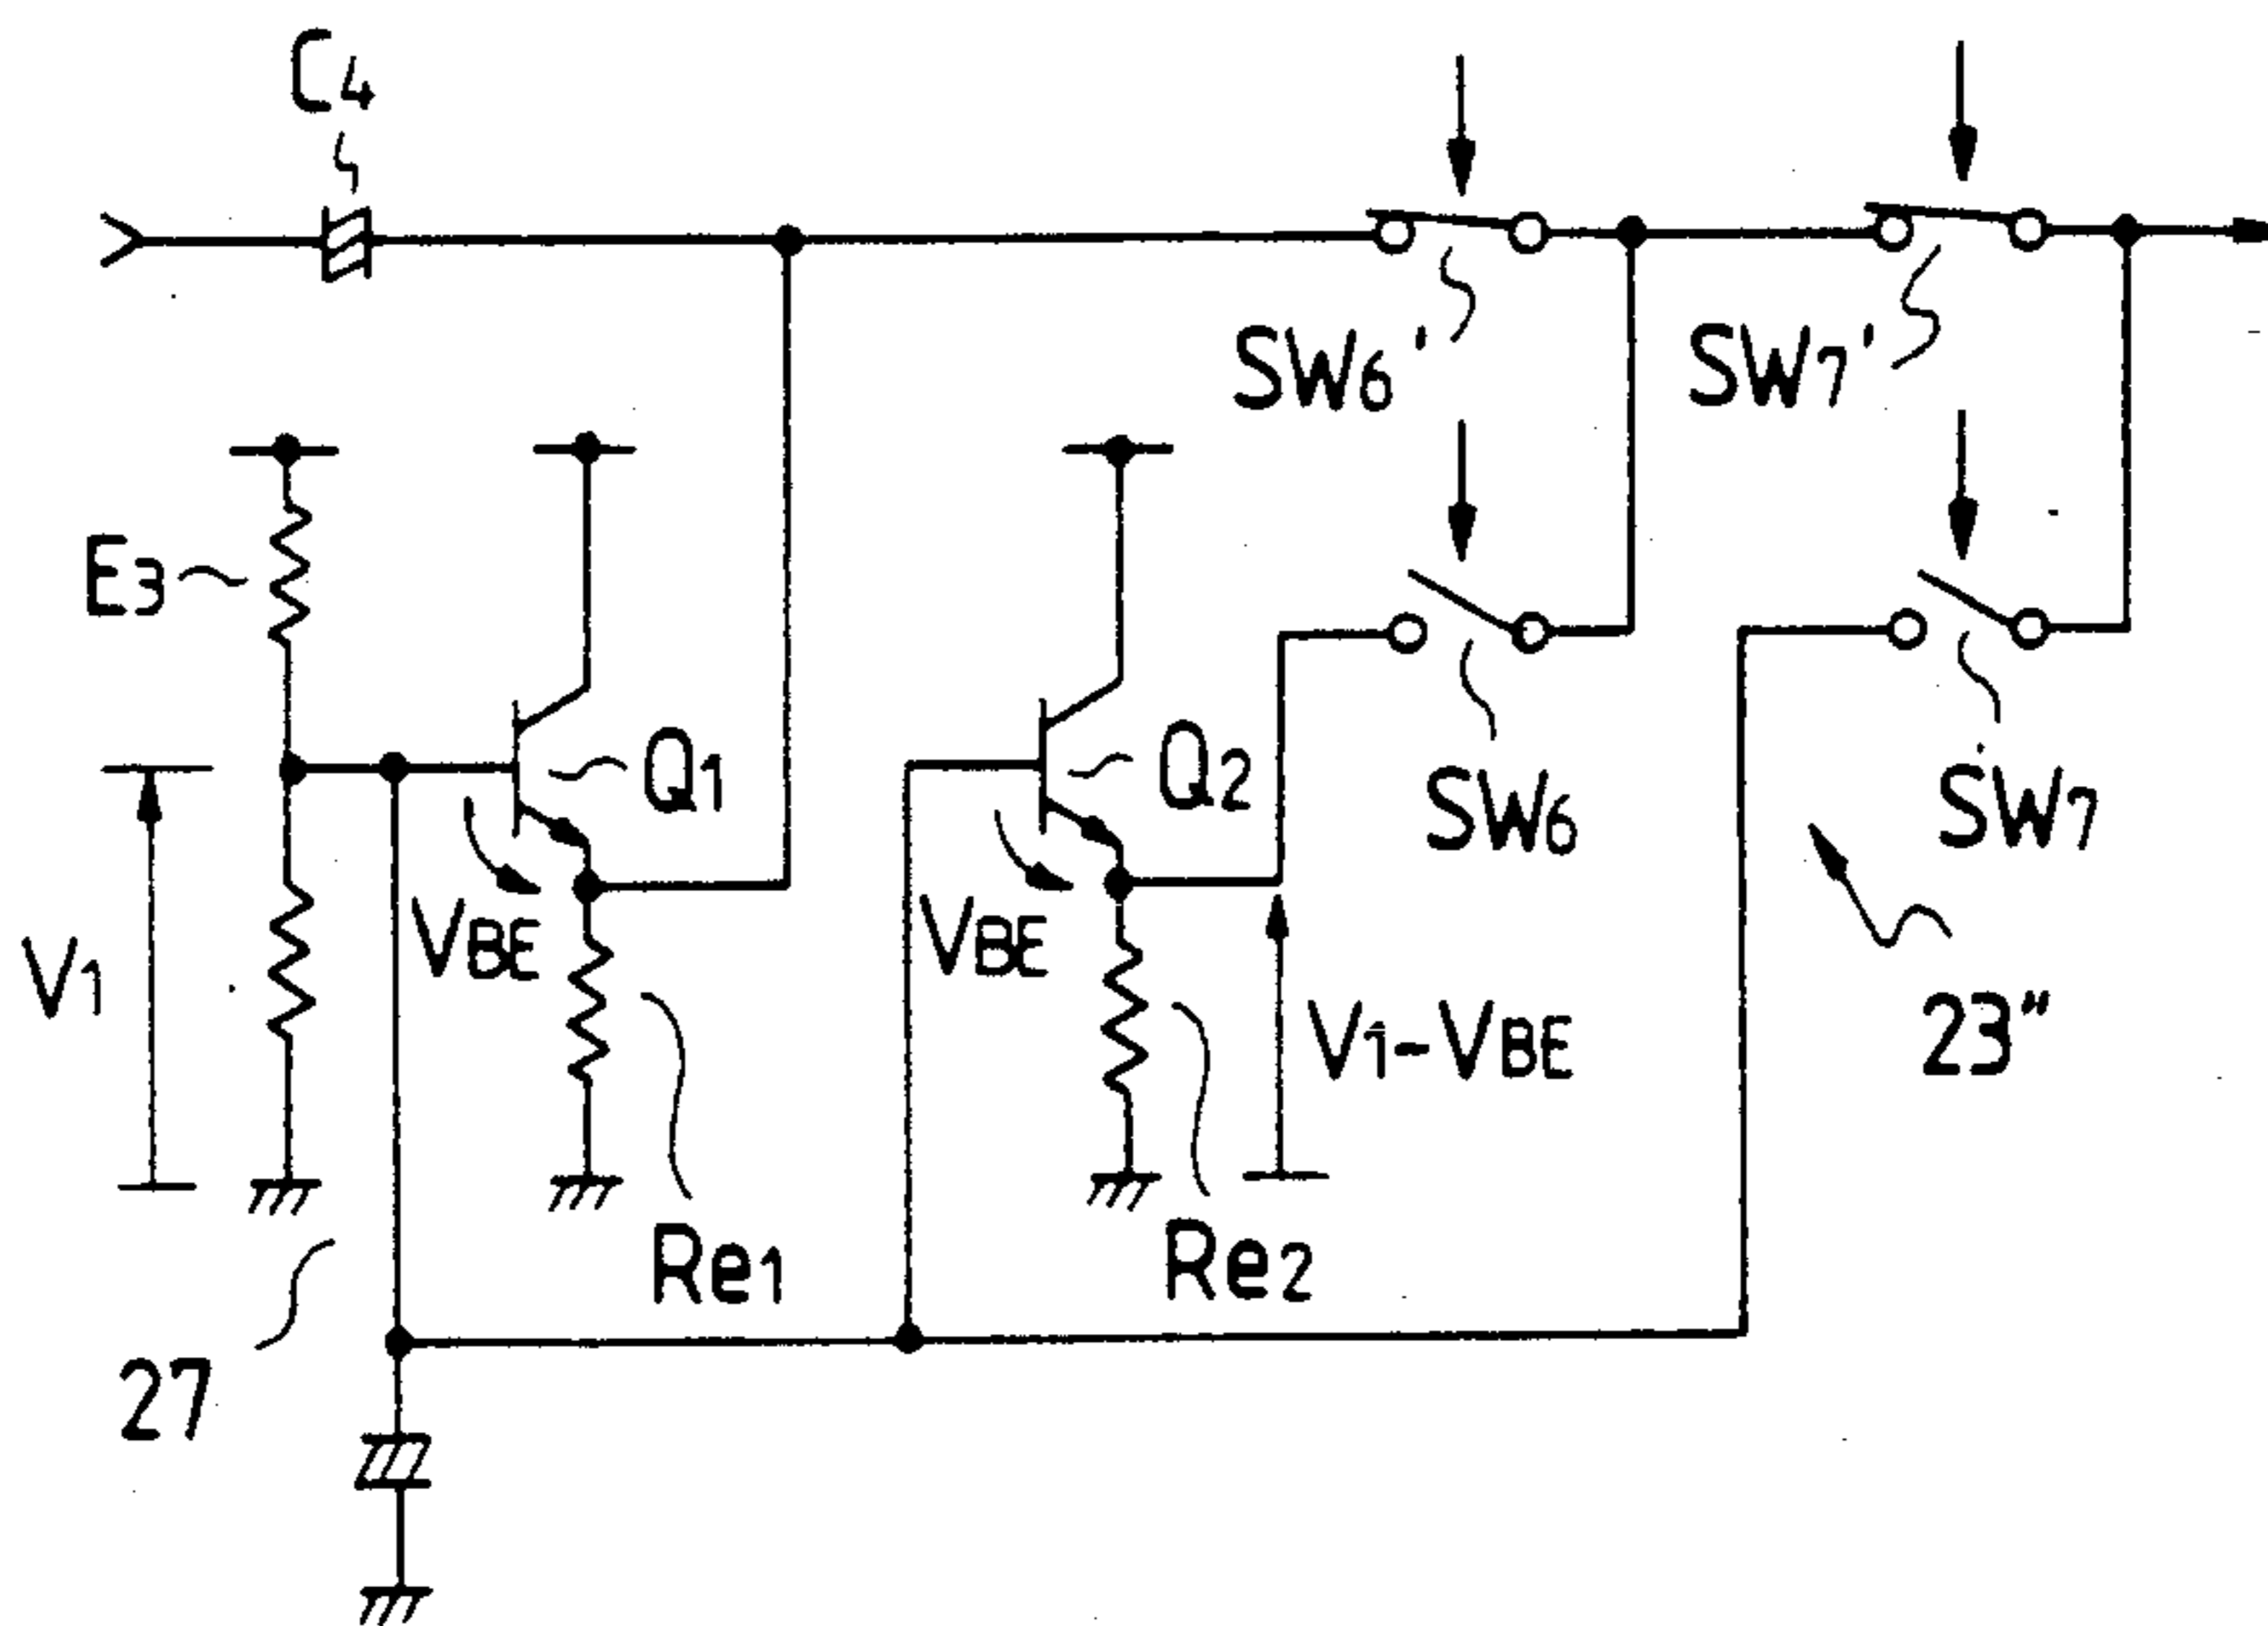 C4
SW6'
SW7'
E3
Q1
Q2
SW6
SW7
VBE
VBE
V1
V1-VBE
23"
Re1
Re2
27